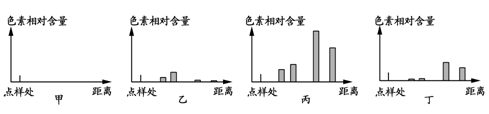 色素相对含量
点样处 距离
甲
色素相对含量
点样处 距离
乙
色素相对含量
点样处 距离
丙
色素相对含量
点样处 距离
丁